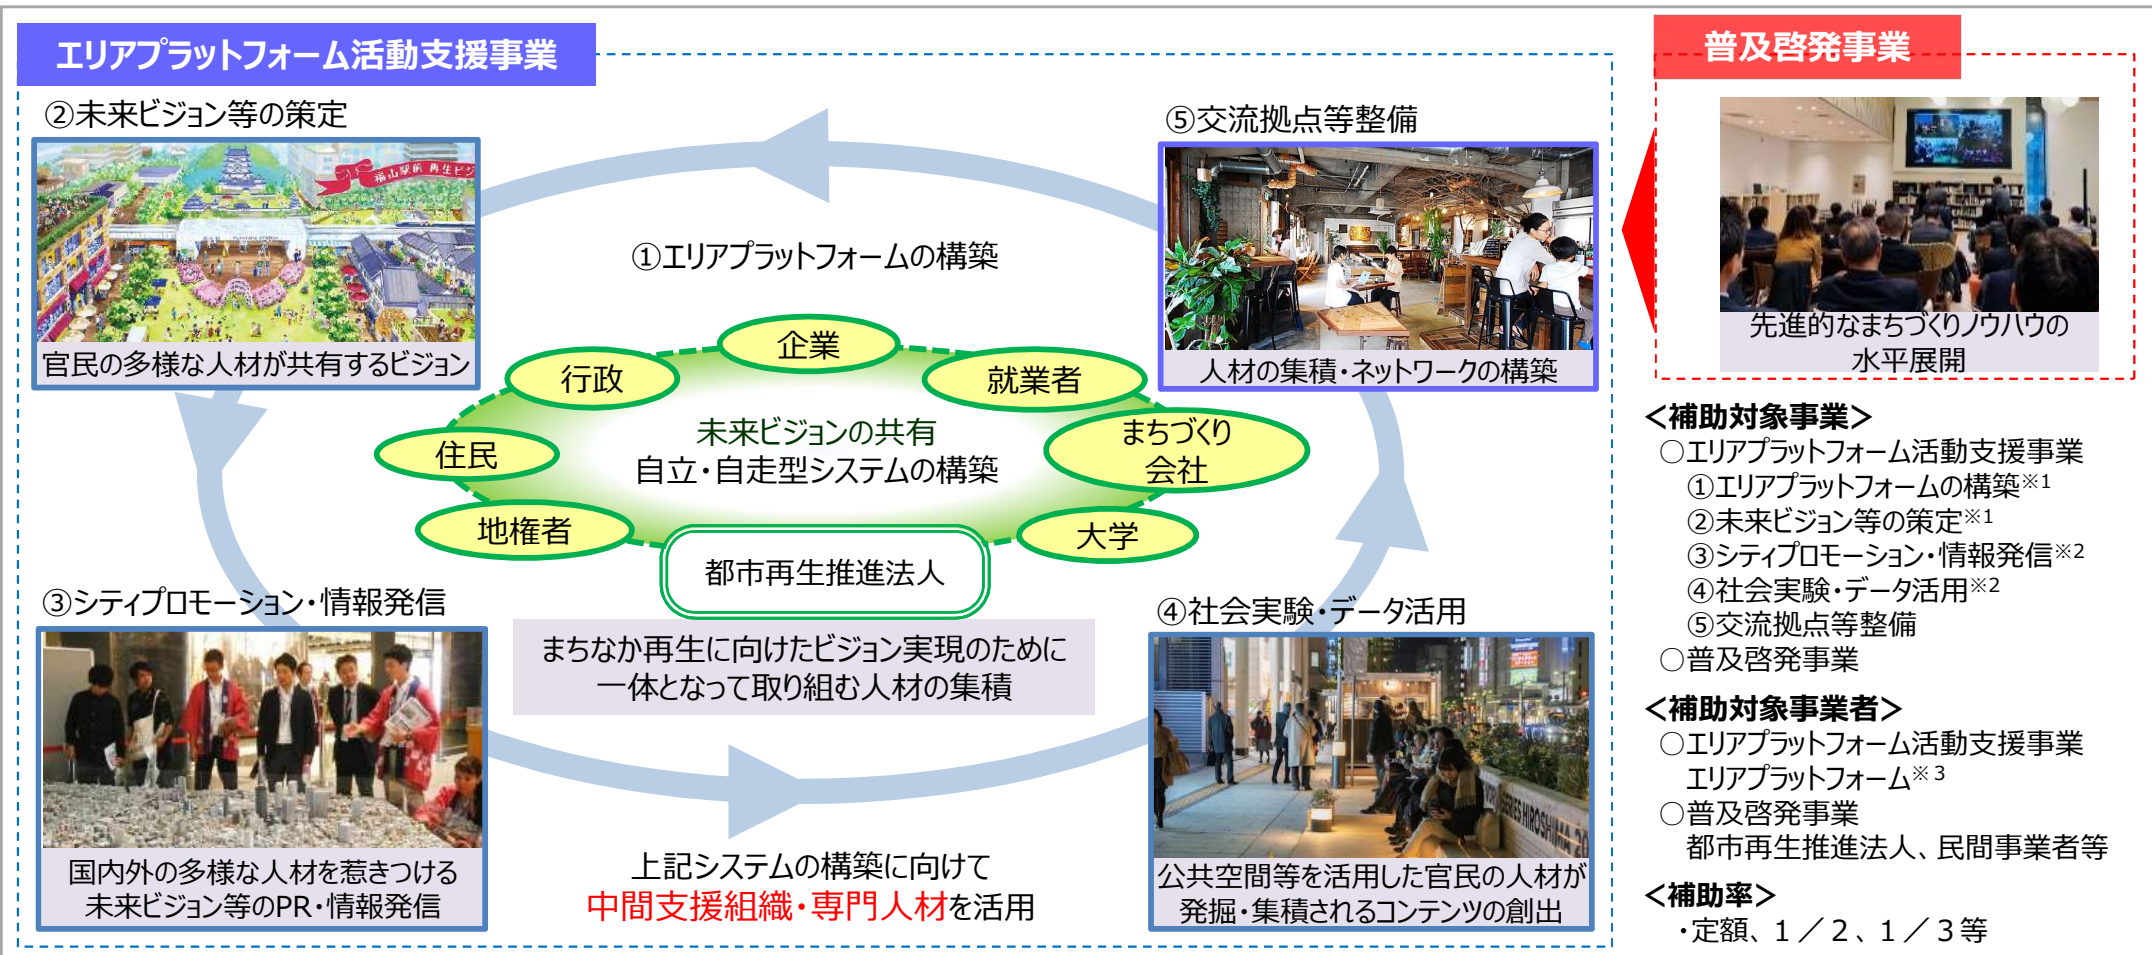 エリアプラットフォーム活動支援事業
②未来ビジョン等の策定
福山駅前 再生ビジ
官民の多様な人材が共有するビジョン
⑤交流拠点等整備
人材の集積・ネットワークの構築
①エリアプラットフォームの構築
企業
行政
就業者
住民
まちづくり
会社
地権者
大学
未来ビジョンの共有
自立・自走型システムの構築
都市再生推進法人
まちなか再生に向けたビジョン実現のために
一体となって取り組む人材の集積
③シティプロモーション・情報発信
国内外の多様な人材を惹きつける
未来ビジョン等のPR・情報発信
④社会実験・データ活用
SERIES HIROSHIMA 20
公共空間等を活用した官民の人材が
発掘・集積されるコンテンツの創出
上記システムの構築に向けて
中間支援組織・専門人材を活用
普及啓発事業
先進的なまちづくりノウハウの
水平展開
＜補助対象事業＞
○エリアプラットフォーム活動支援事業
①エリアプラットフォームの構築※1
②未来ビジョン等の策定※1
③シティプロモーション・情報発信※2
④社会実験・データ活用※2
⑤交流拠点等整備
○普及啓発事業
＜補助対象事業者＞
○エリアプラットフォーム活動支援事業
エリアプラットフォーム※３
○普及啓発事業
都市再生推進法人、民間事業者等
＜補助率＞
・定額、１／２、１／３等